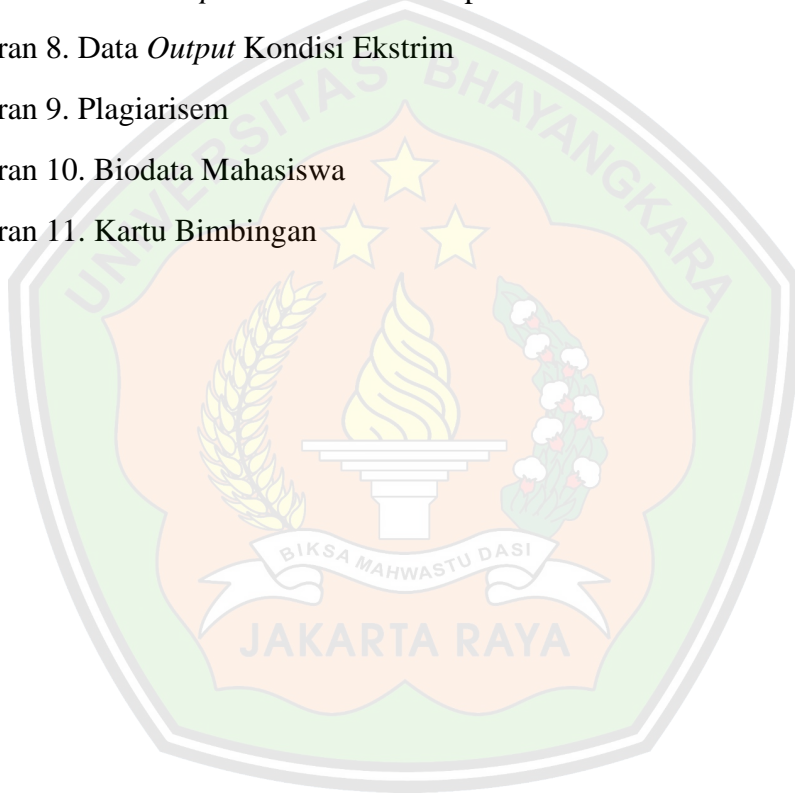 ran 8. Data Output Kondisi Ekstrim
ran 9. Plagiarisem
ran 10. Biodata Mahasiswa
ran 11. Kartu Bimbingan
UNIVERSITAS BHAYANGKARA
BIKSA MAHWASTU DASI
JAKARTA RAYA